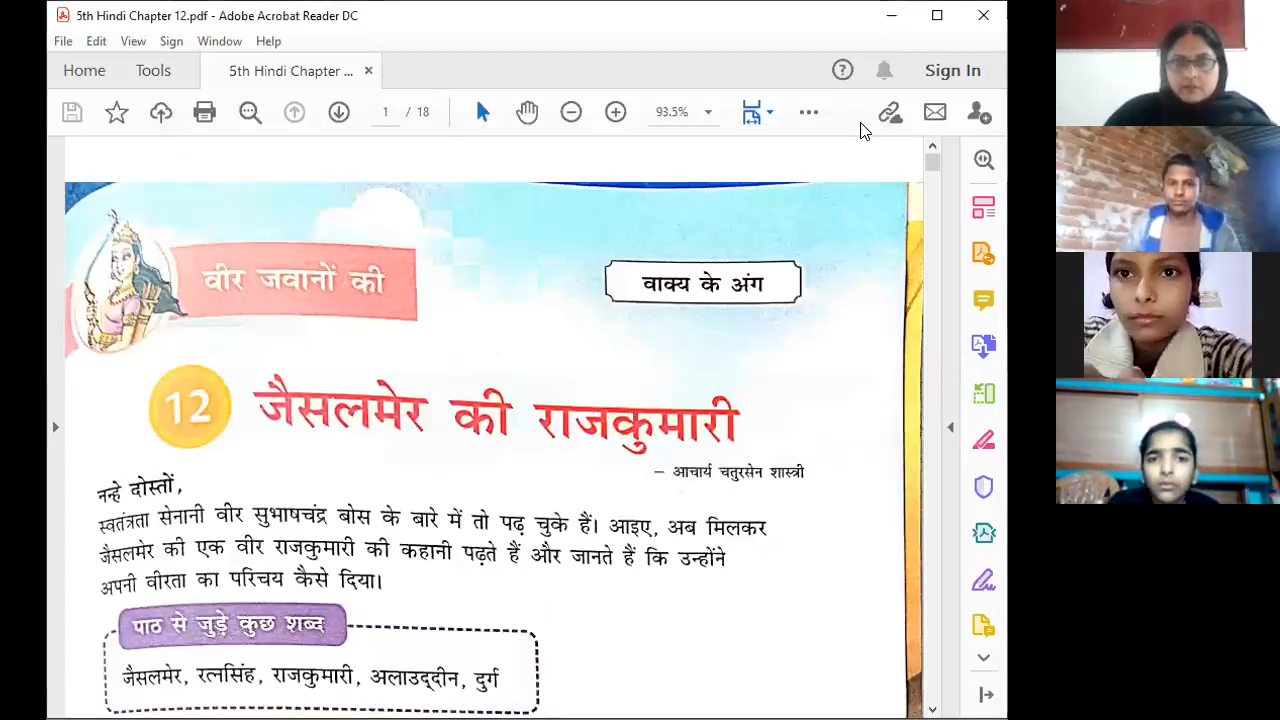 5th Hindi Chapter 12.pdf - Adobe Acrobat Reader DC
File Edit View Sign Window Help
Home Tools 5th Hindi Chapter ... × Sign In
1 / 18 93.5%
वीर जवानों की
वाक्य के अंग
12 जैसलमेर की राजकुमारी
– आचार्य चतुरसेन शास्त्री
नन्हे दोस्तों,
स्वतंत्रता सेनानी वीर सुभाषचंद्र बोस के बारे में तो पढ़ चुके हैं। आइए, अब मिलकर
जैसलमेर की एक वीर राजकुमारी की कहानी पढ़ते हैं और जानते हैं कि उन्होंने
अपनी वीरता का परिचय कैसे दिया।
पाठ से जुड़े कुछ शब्द
जैसलमेर, रत्नसिंह, राजकुमारी, अलाउद्दीन, दुर्ग